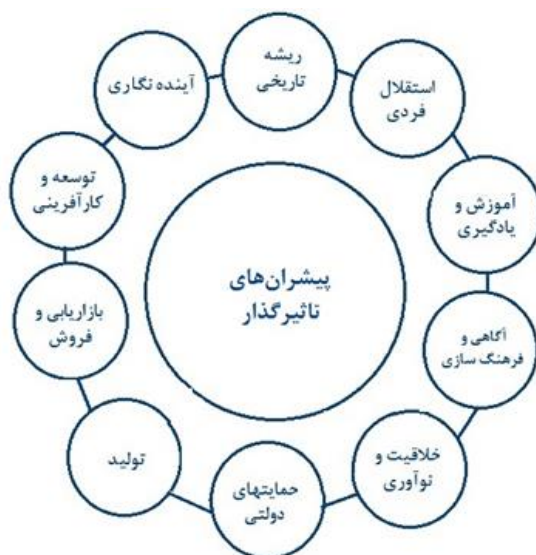 پیشران‌های
تاثیرگذار
ریشه
تاریخی
استقلال
فردی
آموزش و
یادگیری
آگاهی و
فرهنگ سازی
خلاقیت و
نوآوری
حمایتهای
دولتی
تولید
بازاریابی و
فروش
توسعه و
کارآفرینی
آینده نگاری